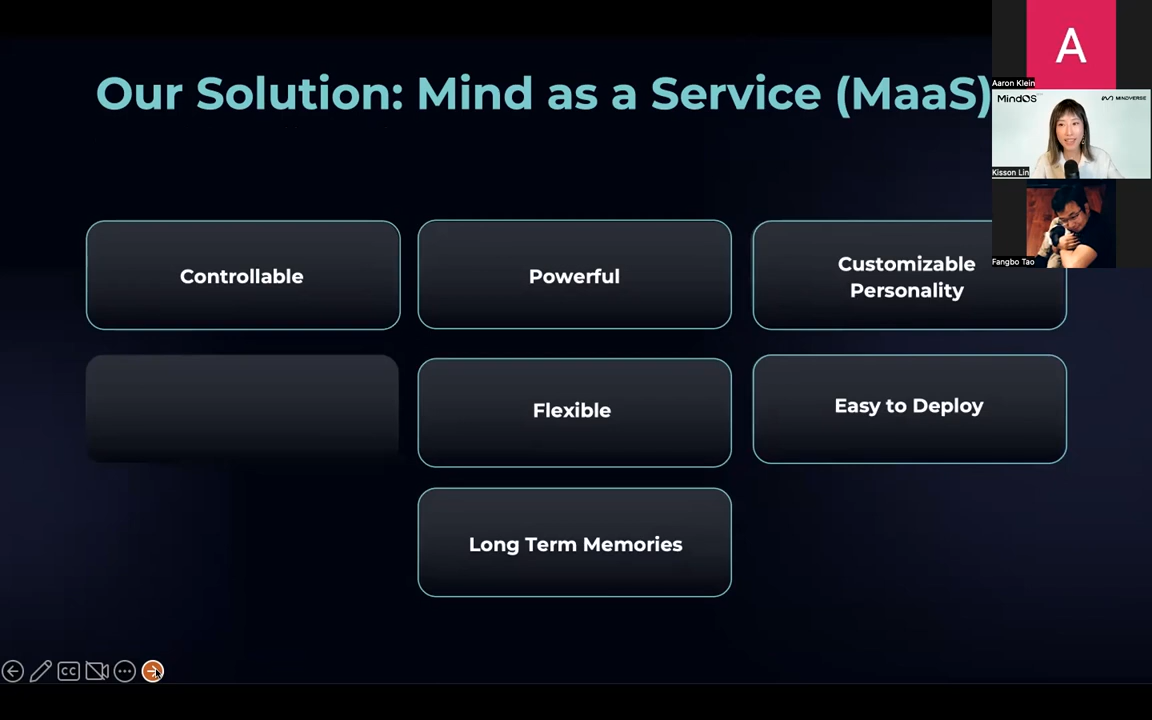 Our Solution: Mind as a Service (MaaS)
A
Aaron Klein
MindOS
MINDVERSE
Kisson Lin
Fangbo Tao
Controllable
Powerful
Customizable
Personality
Flexible
Easy to Deploy
Long Term Memories
CC